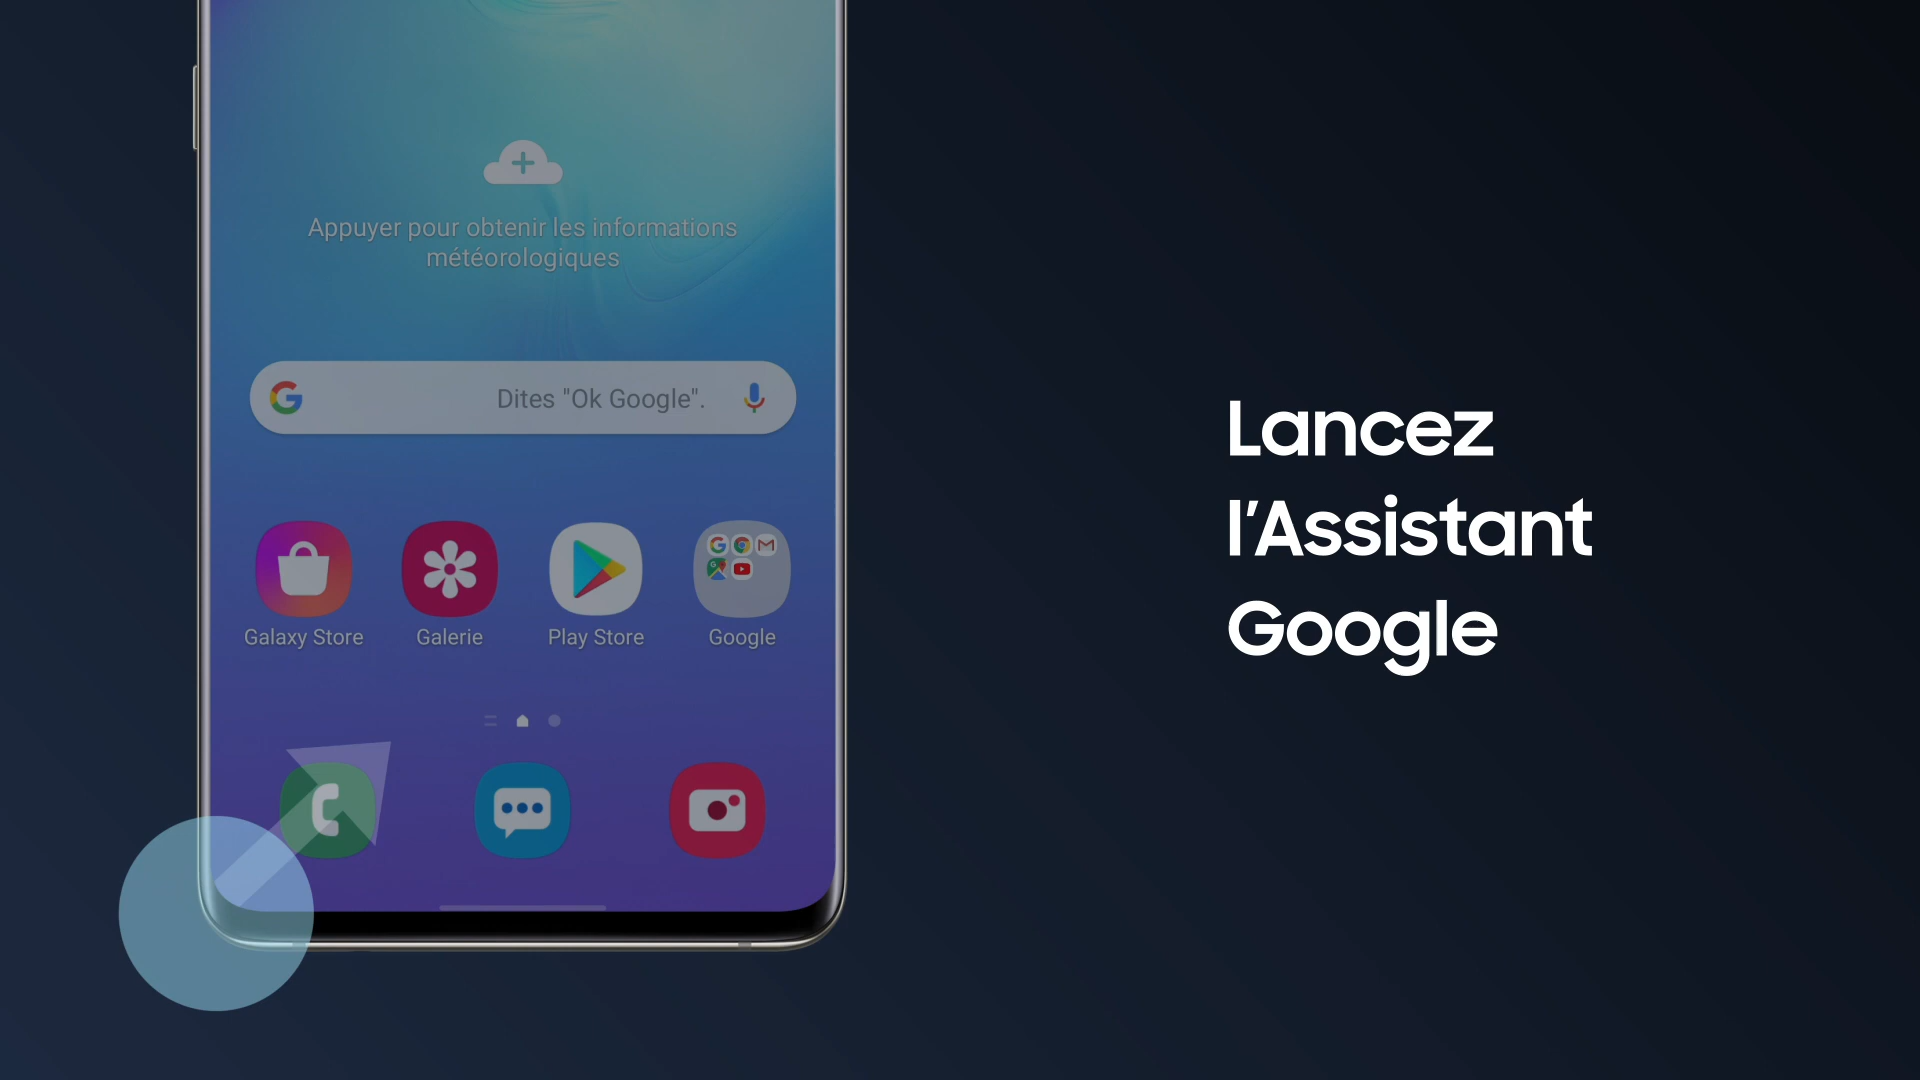 Appuyer pour obtenir les informations
météorologiques
Dites "Ok Google".
Galaxy Store
Galerie
Play Store
Google
Lancez
l'Assistant
Google